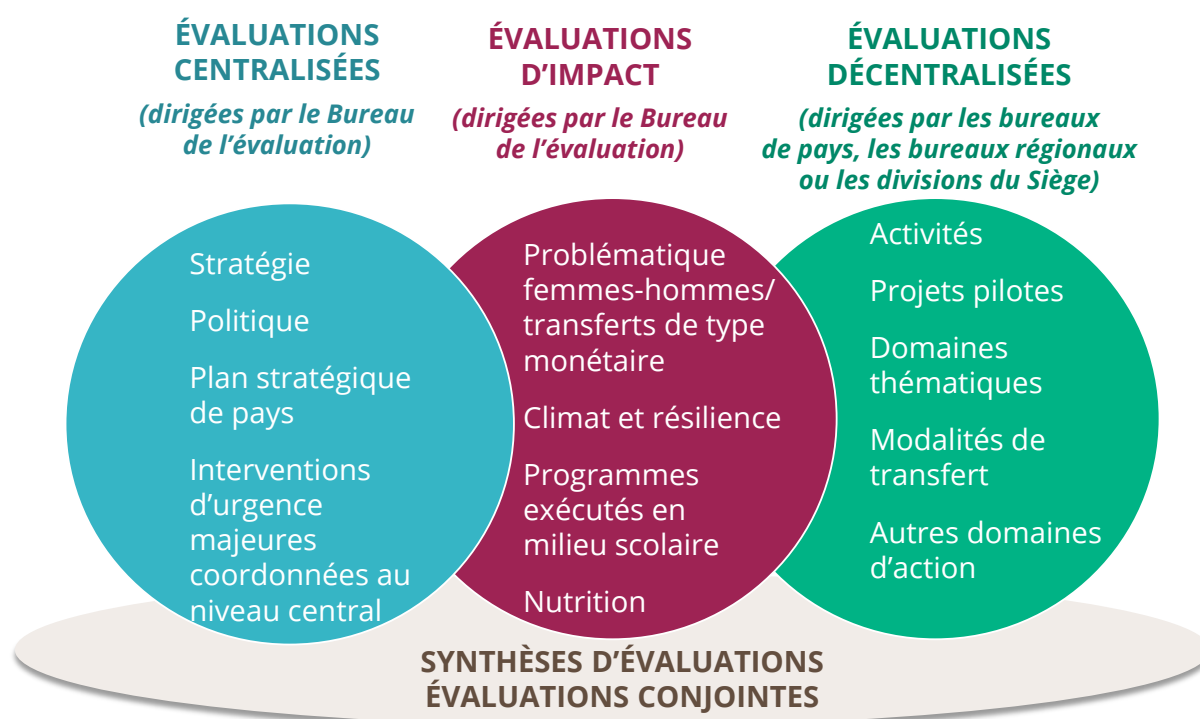 ÉVALUATIONS
CENTRALISÉES
(dirigées par le Bureau
de l’évaluation)
Stratégie
Politique
Plan stratégique
de pays
Interventions
d’urgence
majeures
coordonnées au
niveau central
ÉVALUATIONS
D’IMPACT
(dirigées par le Bureau
de l’évaluation)
Problématique
femmes-hommes/
transferts de type
monétaire
Climat et résilience
Programmes
exécutés en
milieu scolaire
Nutrition
ÉVALUATIONS
DÉCENTRALISÉES
(dirigées par les bureaux
de pays, les bureaux régionaux
ou les divisions du Siège)
Activités
Projets pilotes
Domaines
thématiques
Modalités de
transfert
Autres domaines
d’action
SYNTHÈSES D’ÉVALUATIONS
ÉVALUATIONS CONJOINTES